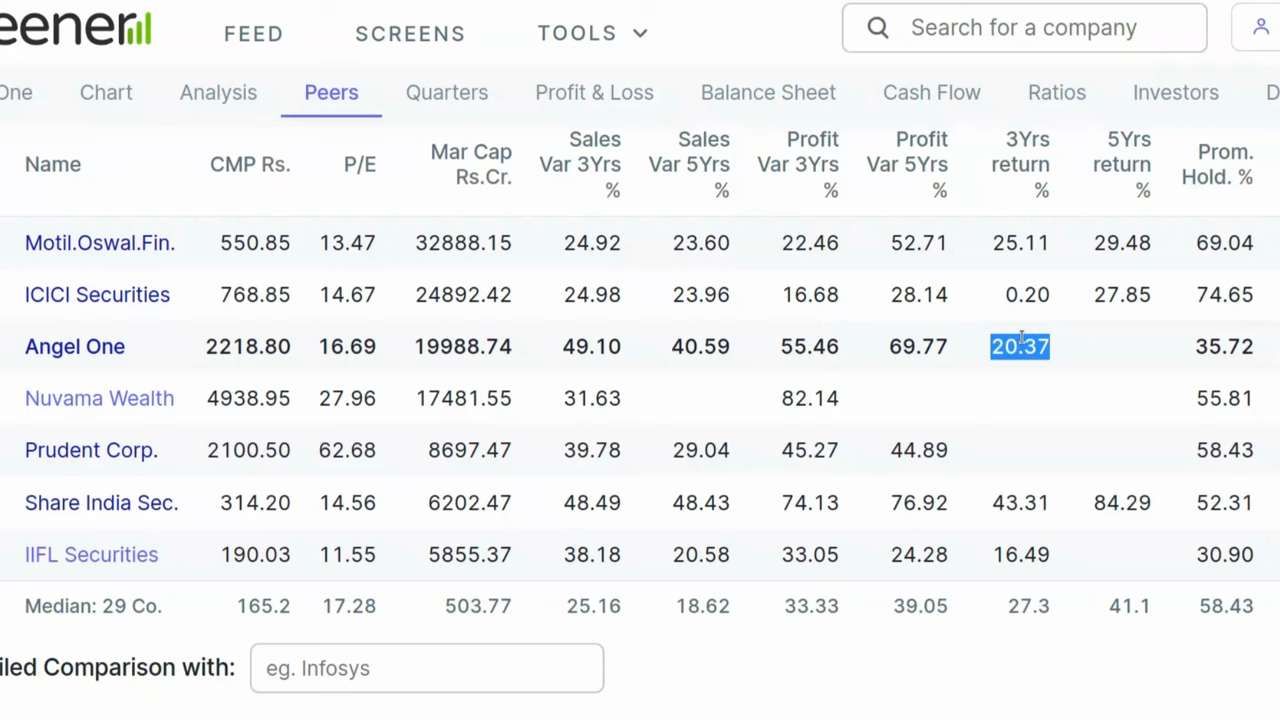 eener
FEED
SCREENS
TOOLS
Search for a company
One
Chart
Analysis
Peers
Quarters
Profit & Loss
Balance Sheet
Cash Flow
Ratios
Investors
D
Name CMP Rs. P/E Mar Cap Rs.Cr. Sales Var 3Yrs % Sales Var 5Yrs % Profit Var 3Yrs % Profit Var 5Yrs % 3Yrs return % 5Yrs return % Prom. Hold. %
Motil.Oswal.Fin. 550.85 13.47 32888.15 24.92 23.60 22.46 52.71 25.11 29.48 69.04
ICICI Securities 768.85 14.67 24892.42 24.98 23.96 16.68 28.14 0.20 27.85 74.65
Angel One 2218.80 16.69 19988.74 49.10 40.59 55.46 69.77 20.37 35.72
Nuvama Wealth 4938.95 27.96 17481.55 31.63 82.14 55.81
Prudent Corp. 2100.50 62.68 8697.47 39.78 29.04 45.27 44.89 58.43
Share India Sec. 314.20 14.56 6202.47 48.49 48.43 74.13 76.92 43.31 84.29 52.31
IIFL Securities 190.03 11.55 5855.37 38.18 20.58 33.05 24.28 16.49 30.90
Median: 29 Co. 165.2 17.28 503.77 25.16 18.62 33.33 39.05 27.3 41.1 58.43
iled Comparison with:
eg. Infosys